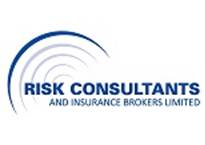 RISK CONSULTANTS
AND INSURANCE BROKERS LIMITED